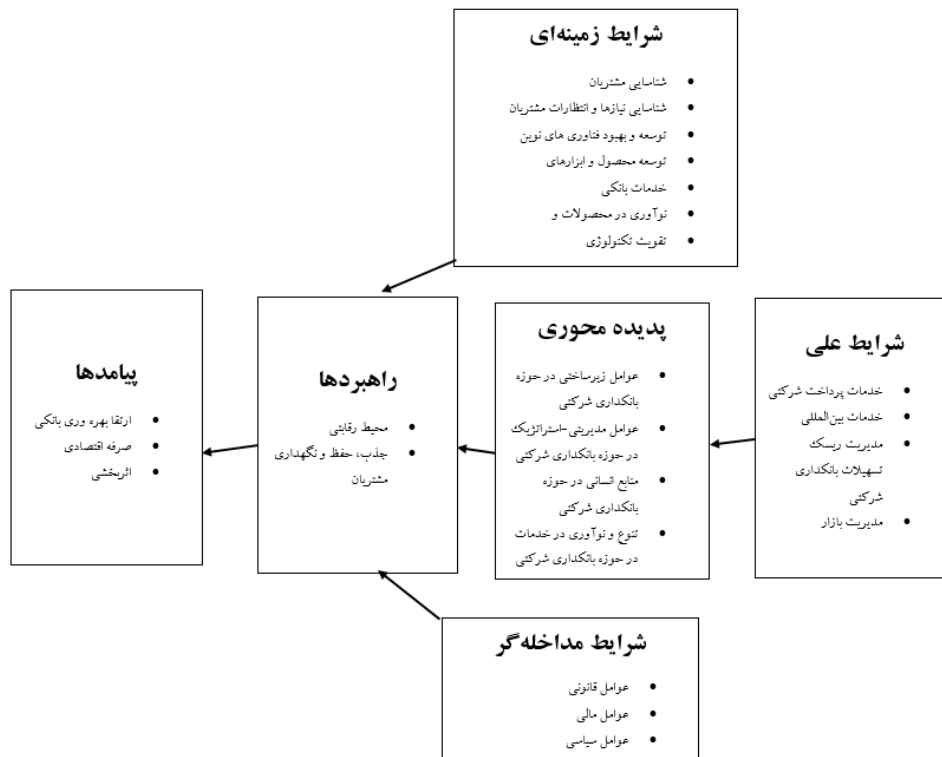 شرایط زمینه‌ای
شناسایی مشتریان
شناسایی نیازها و انتظارات مشتریان
توسعه و بهبود فناوری های نوین
توسعه محصول و ابزارهای
خدمات بانکی
نوآوری در محصولات و
تقویت تکنولوژی
شرایط علی
خدمات پرداخت شرکتی
خدمات بین‌المللی
مدیریت ریسک
تسهیلات بانکداری
شرکتی
مدیریت بازار
پدیده محوری
عوامل زیرساختی در حوزه
بانکداری شرکتی
عوامل مدیریتی-استراتژیک
در حوزه بانکداری شرکتی
منابع انسانی در حوزه
بانکداری شرکتی
تنوع و نوآوری در خدمات
در حوزه بانکداری شرکتی
راهبردها
محیط رقابتی
جذب، حفظ و نگهداری
مشتریان
پیامدها
ارتقا بهره وری بانکی
صرفه اقتصادی
اثربخشی
شرایط مداخله‌گر
عوامل قانونی
عوامل مالی
عوامل سیاسی